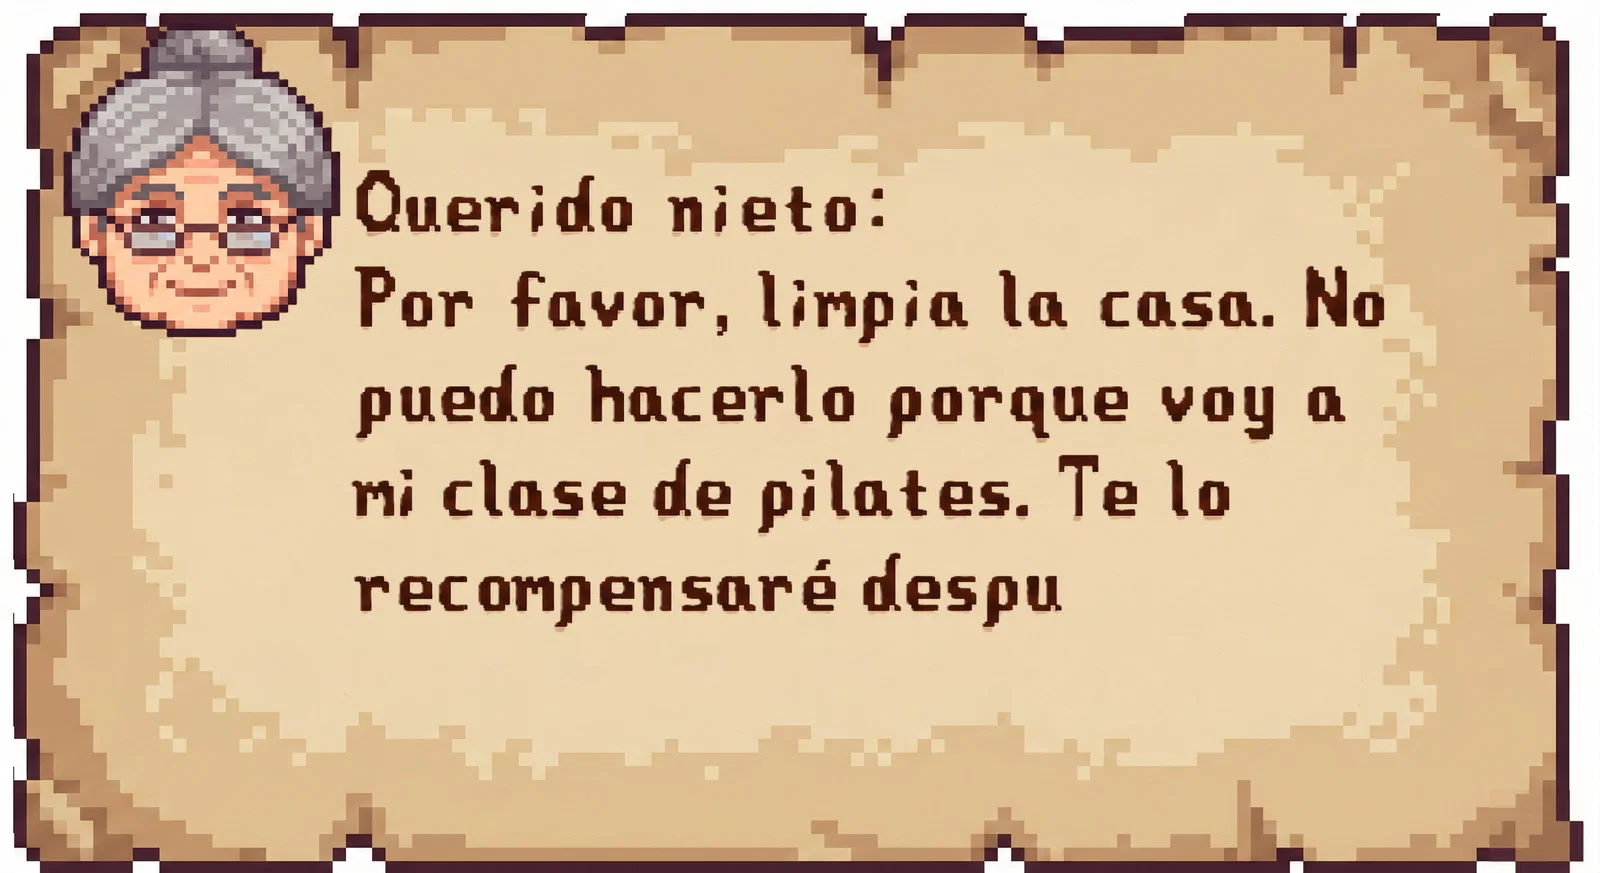 Querido nieto:
Por favor, limpia la casa. No
puedo hacerlo porque voy a
mi clase de pilates. Te lo
recompensaré despu